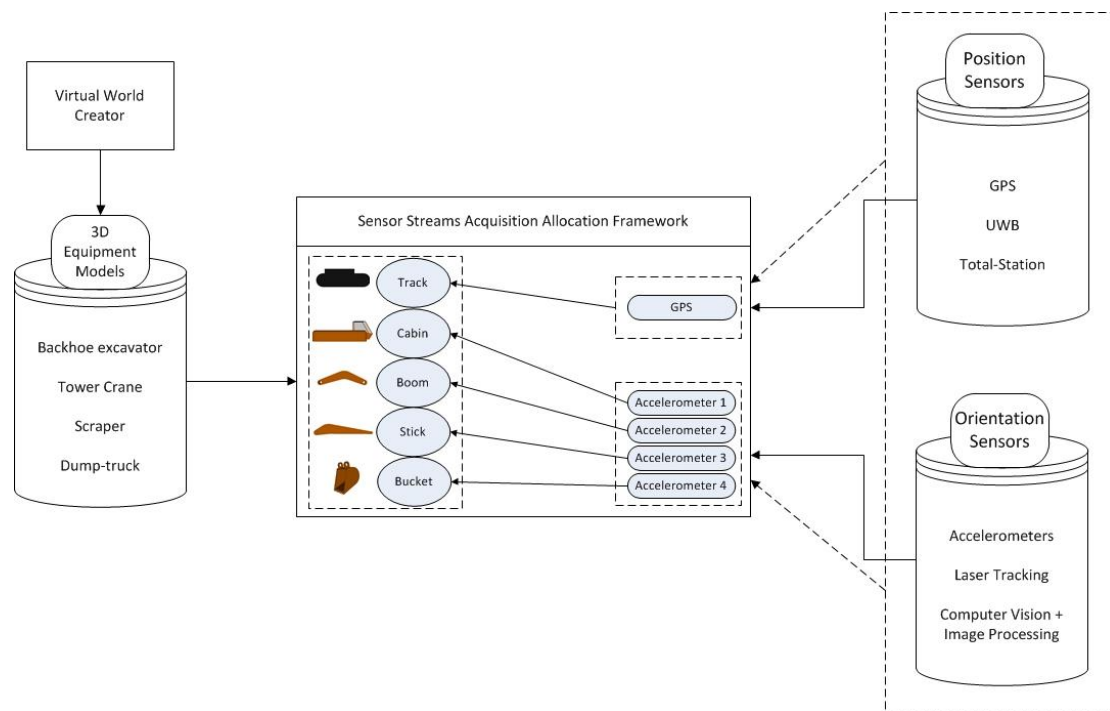 Virtual World
Creator
3D
Equipment
Models
Backhoe excavator
Tower Crane
Scraper
Dump-truck
Sensor Streams Acquisition Allocation Framework
Track
Cabin
Boom
Stick
Bucket
GPS
Accelerometer 1
Accelerometer 2
Accelerometer 3
Accelerometer 4
Position
Sensors
GPS
UWB
Total-Station
Orientation
Sensors
Accelerometers
Laser Tracking
Computer Vision +
Image Processing